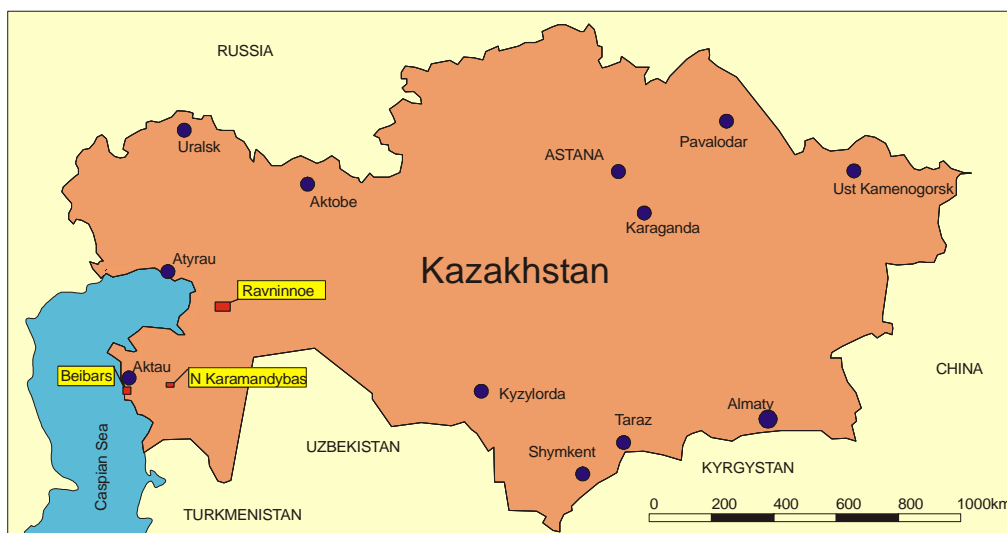 RUSSIA
Uralsk
Pavalodar
ASTANA
Aktobe
Ust Kamenogorsk
Karaganda
Atyrau
Kazakhstan
Ravninnoe
Aktau
Beibars
N Karamandybas
CHINA
Kyzylorda
Almaty
Taraz
UZBEKISTAN
Shymkent
KYRGYSTAN
Caspian Sea
TURKMENISTAN
0 200 400 600 800 1000km